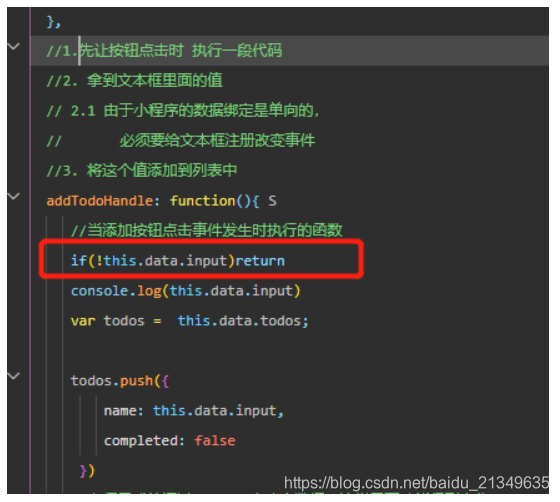 },
//1.先让按钮点击时 执行一段代码
//2. 拿到文本框里面的值
// 2.1 由于小程序的数据绑定是单向的,
// 必须要给文本框注册改变事件
//3. 将这个值添加到列表中
addTodoHandle: function(){ S
//当添加按钮点击事件发生时执行的函数
if(!this.data.input)return
console.log(this.data.input)
var todos = this.data.todos;
todos.push({
name: this.data.input,
completed: false
})
https://blog.csdn.net/baidu_21349635